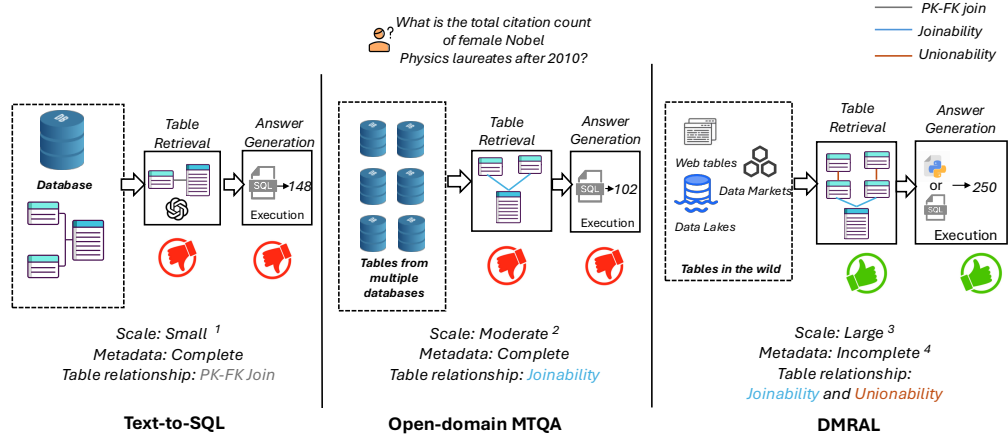 What is the total citation count
of female Nobel
Physics laureates after 2010?
PK-FK join
Joinability
Unionability
Database
Table
Retrieval
Answer
Generation
SQL
148
Execution
Scale: Small 1
Metadata: Complete
Table relationship: PK-FK Join
Text-to-SQL
Tables from
multiple
databases
Table
Retrieval
Answer
Generation
SQL
102
Execution
Scale: Moderate 2
Metadata: Complete
Table relationship: Joinability
Open-domain MTQA
Web tables
Data Markets
Data Lakes
Tables in the wild
Table
Retrieval
Answer
Generation
or
SQL
250
Execution
Scale: Large 3
Metadata: Incomplete 4
Table relationship:
Joinability and Unionability
DMRAL